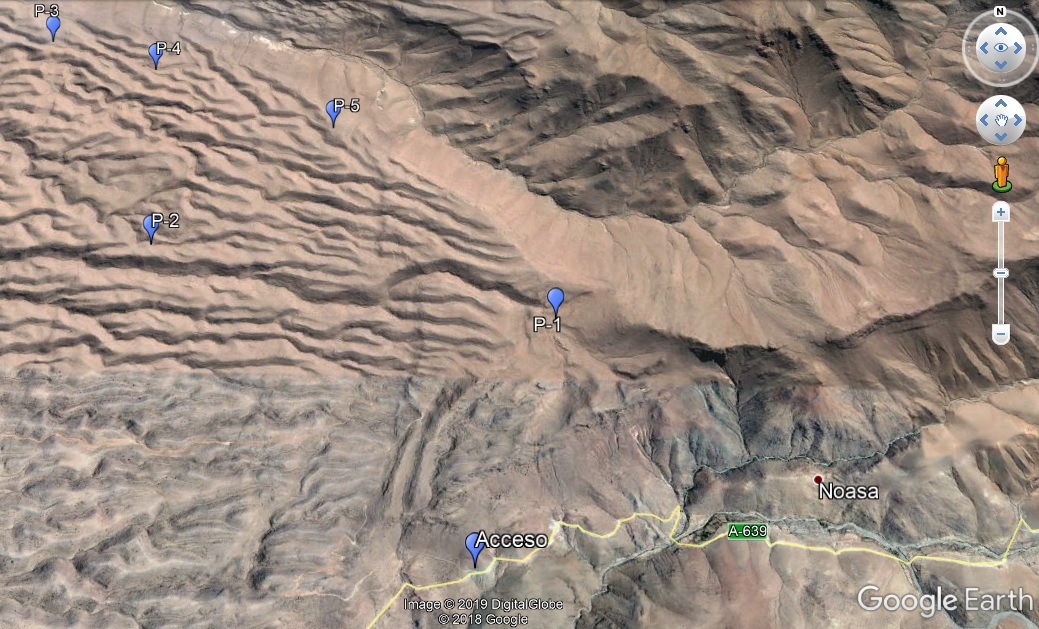 P-3
N
P-4
P-5
P-2
P-1
Noasa
A-639
Acceso
Image © 2019 DigitalGlobe
© 2018 Google
Google Earth